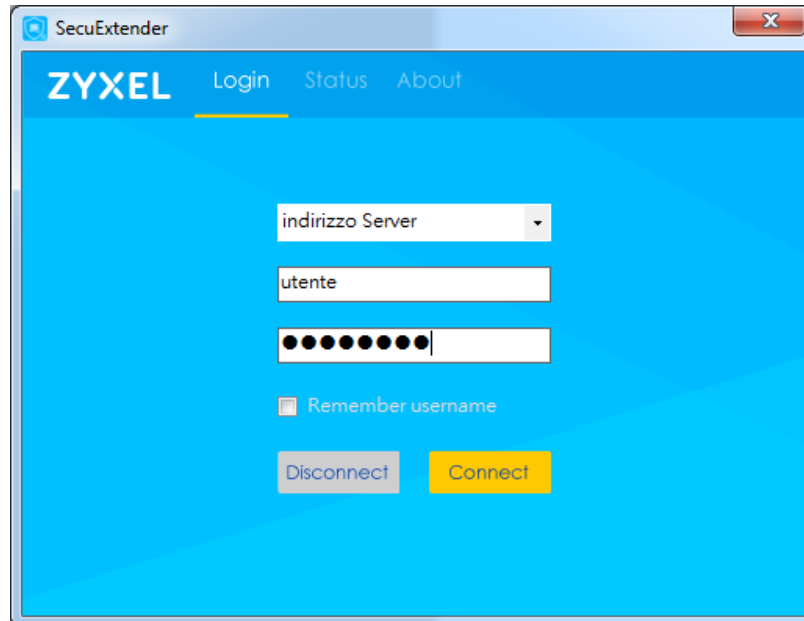 SecuExtender
ZYXEL Login Status About
indirizzo Server
utente
●●●●●●●●
Remember username
Disconnect Connect